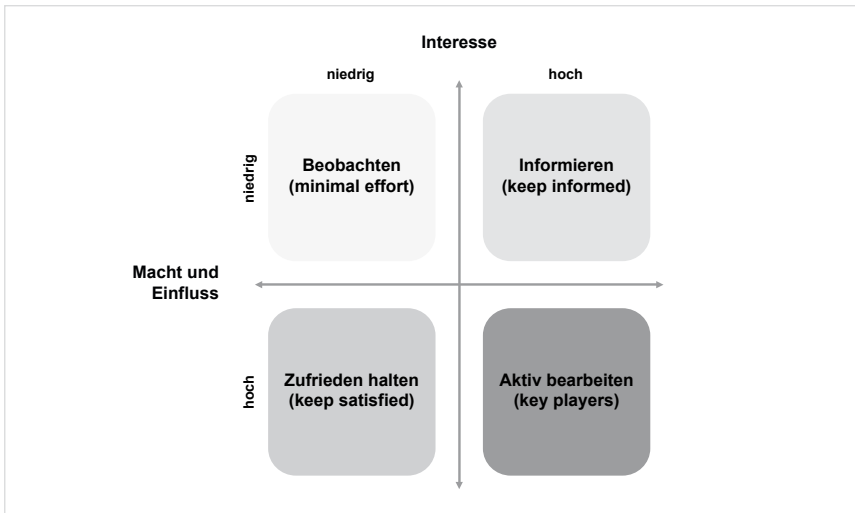 Interesse
niedrig
hoch
niedrig
Beobachten
(minimal effort)
Informieren
(keep informed)
Macht und
Einfluss
hoch
Zufrieden halten
(keep satisfied)
Aktiv bearbeiten
(key players)